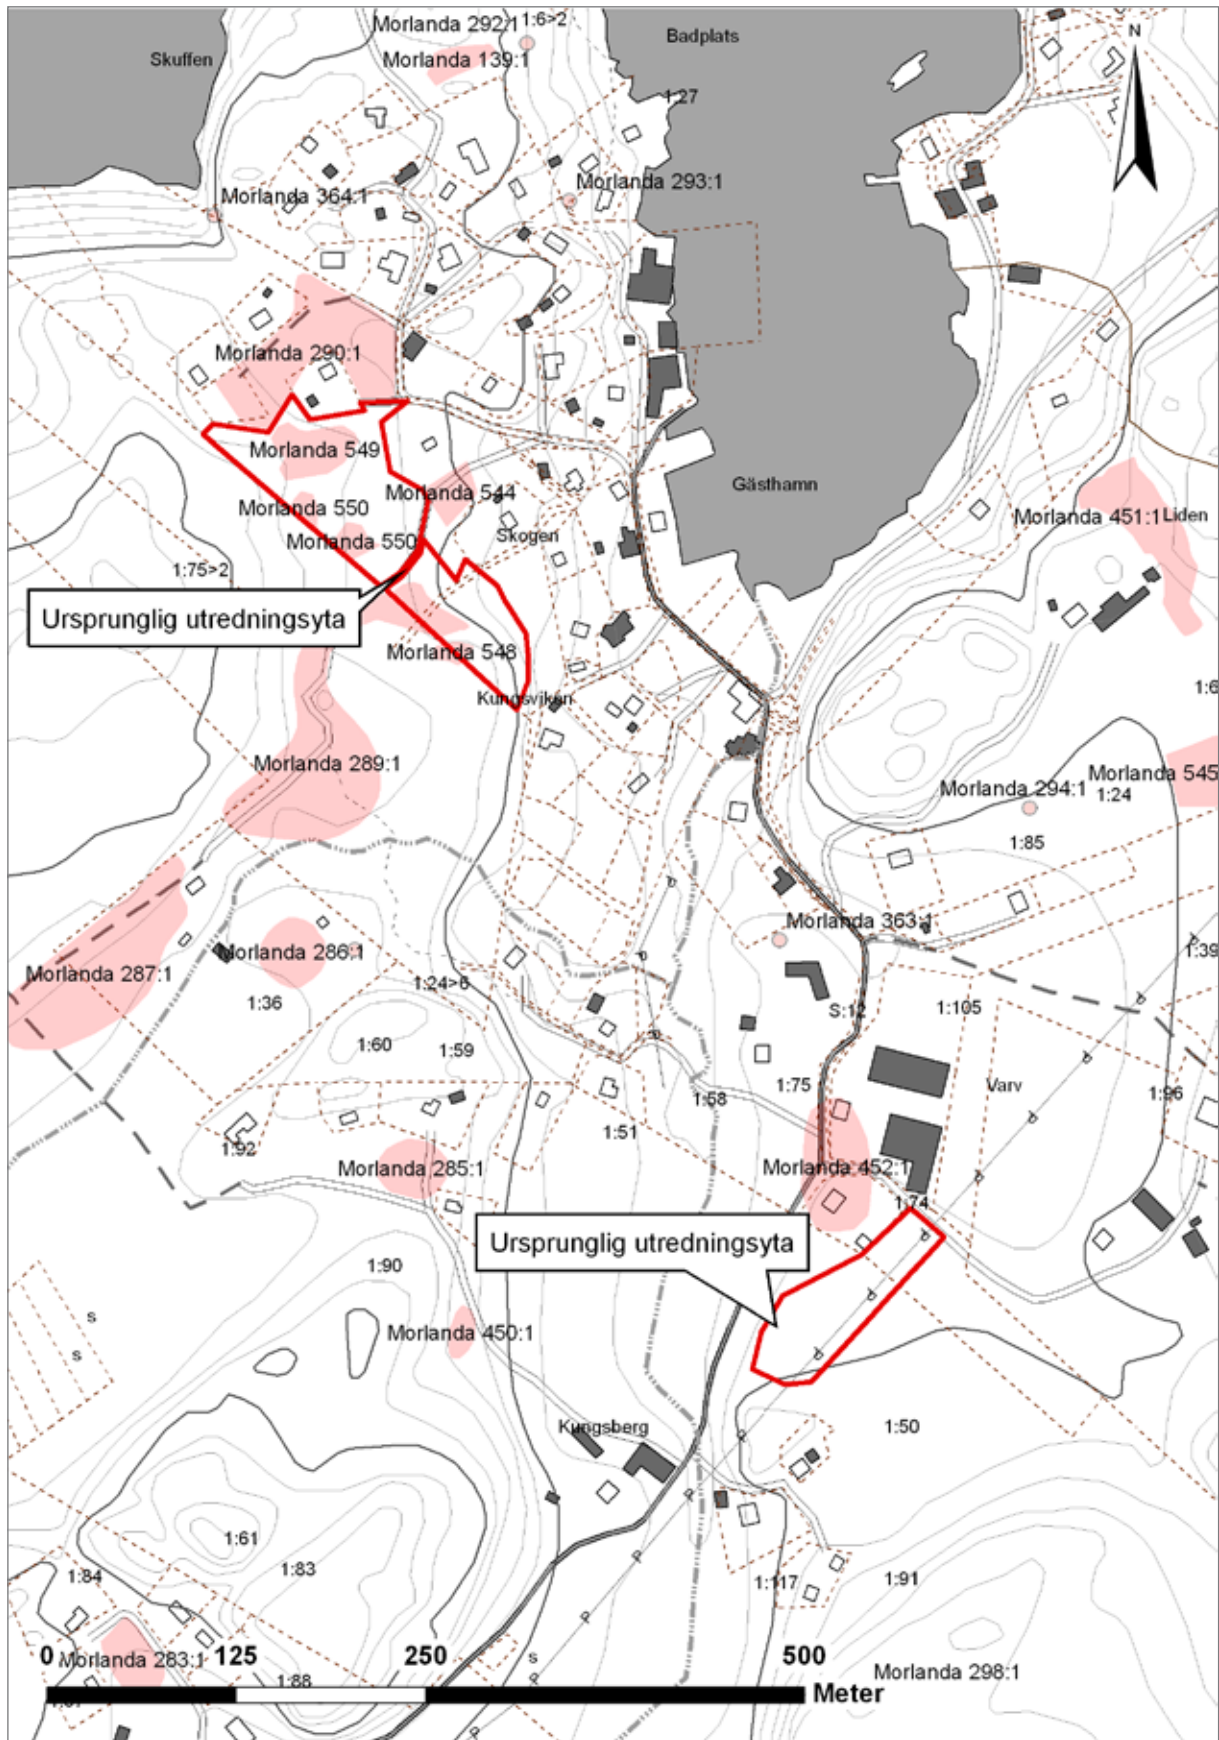 Morlanda 292:1
1:6>2
Badplats
Skuffen
Morlanda 139:1
N
1:27
Morlanda 293:1
Morlanda 364:1
Morlanda 290:1
Morlanda 549
Gästhamn
Morlanda 544
Morlanda 550
Morlanda 451:1
Liden
Skogen
Morlanda 550
1:75>2
Ursprunglig utredningsyta
Morlanda 548
1:6
Kungsviken
Morlanda 289:1
Morlanda 545
Morlanda 294:1
1:24
1:85
Morlanda 363:1
Morlanda 286:1
1:39
Morlanda 287:1
1:24>6
1:36
S:12
1:105
1:60
1:59
1:75
Varv
1:96
1:58
1:51
1:92
Morlanda 285:1
Morlanda 452:1
1:74
Ursprunglig utredningsyta
1:90
Morlanda 450:1
s
s
Kungsberg
1:50
1:61
1:83
1:84
1:117
1:91
0
125
250
500
Morlanda 283:1
s
Morlanda 298:1
1:88
Meter